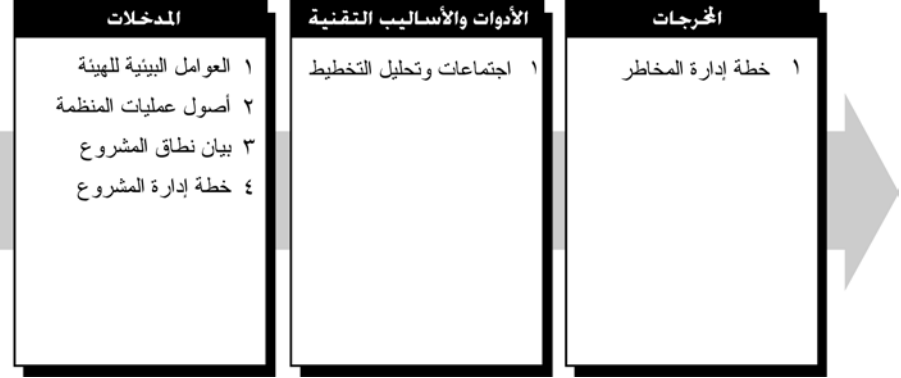 المدخلات
١ العوامل البيئية للهيئة
٢ أصول عمليات المنظمة
٣ بيان نطاق المشروع
٤ خطة إدارة المشروع
الأدوات والأساليب التقنية
١ اجتماعات وتحليل التخطيط
المخرجات
١ خطة إدارة المخاطر